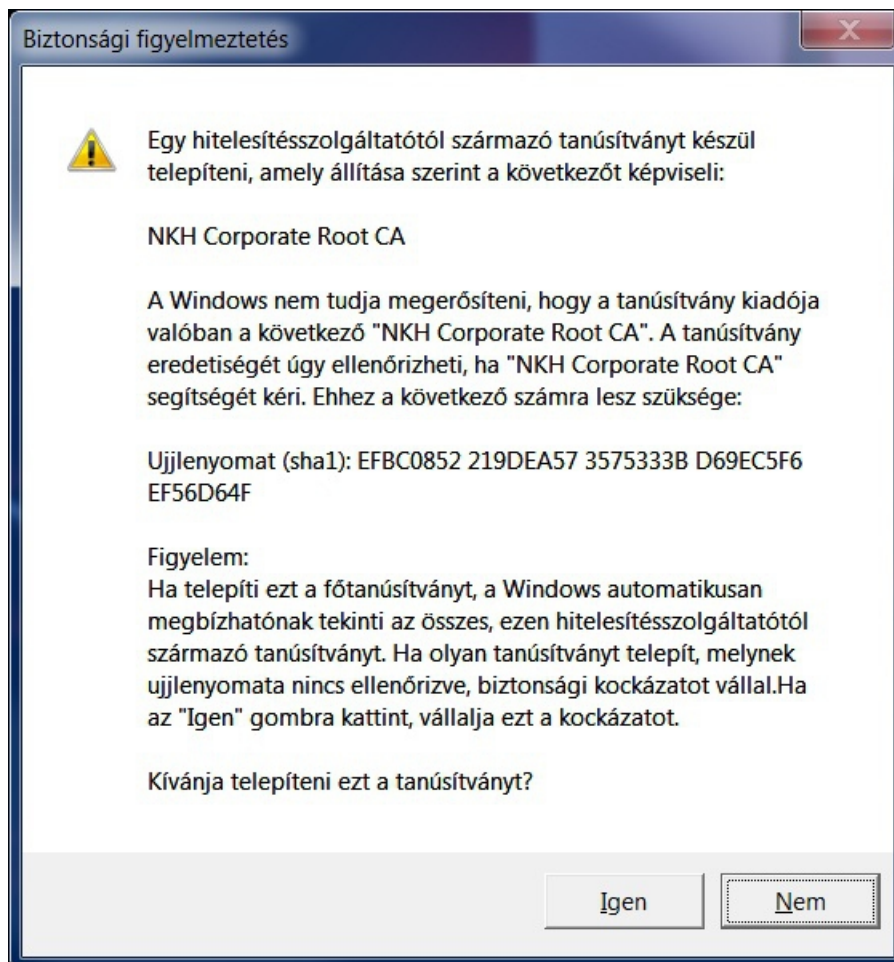 Biztonsági figyelmeztetés
Egy hitelesítésszolgáltatótól származó tanúsítványt készül
telepíteni, amely állítása szerint a következőt képviseli:
NKH Corporate Root CA
A Windows nem tudja megerősíteni, hogy a tanúsítvány kiadója
valóban a következő "NKH Corporate Root CA". A tanúsítvány
eredetiségét úgy ellenőrizheti, ha "NKH Corporate Root CA"
segítségét kéri. Ehhez a következő számra lesz szüksége:
Ujjlenyomat (sha1): EFBC0852 219DEA57 3575333B D69EC5F6
EF56D64F
Figyelem:
Ha telepíti ezt a főtanúsítványt, a Windows automatikusan
megbízhatónak tekinti az összes, ezen hitelesítésszolgáltatótól
származó tanúsítványt. Ha olyan tanúsítványt telepít, melynek
ujjlenyomata nincs ellenőrizve, biztonsági kockázatot vállal.Ha
az "Igen" gombra kattint, vállalja ezt a kockázatot.
Kívánja telepíteni ezt a tanúsítványt?
Igen
Nem